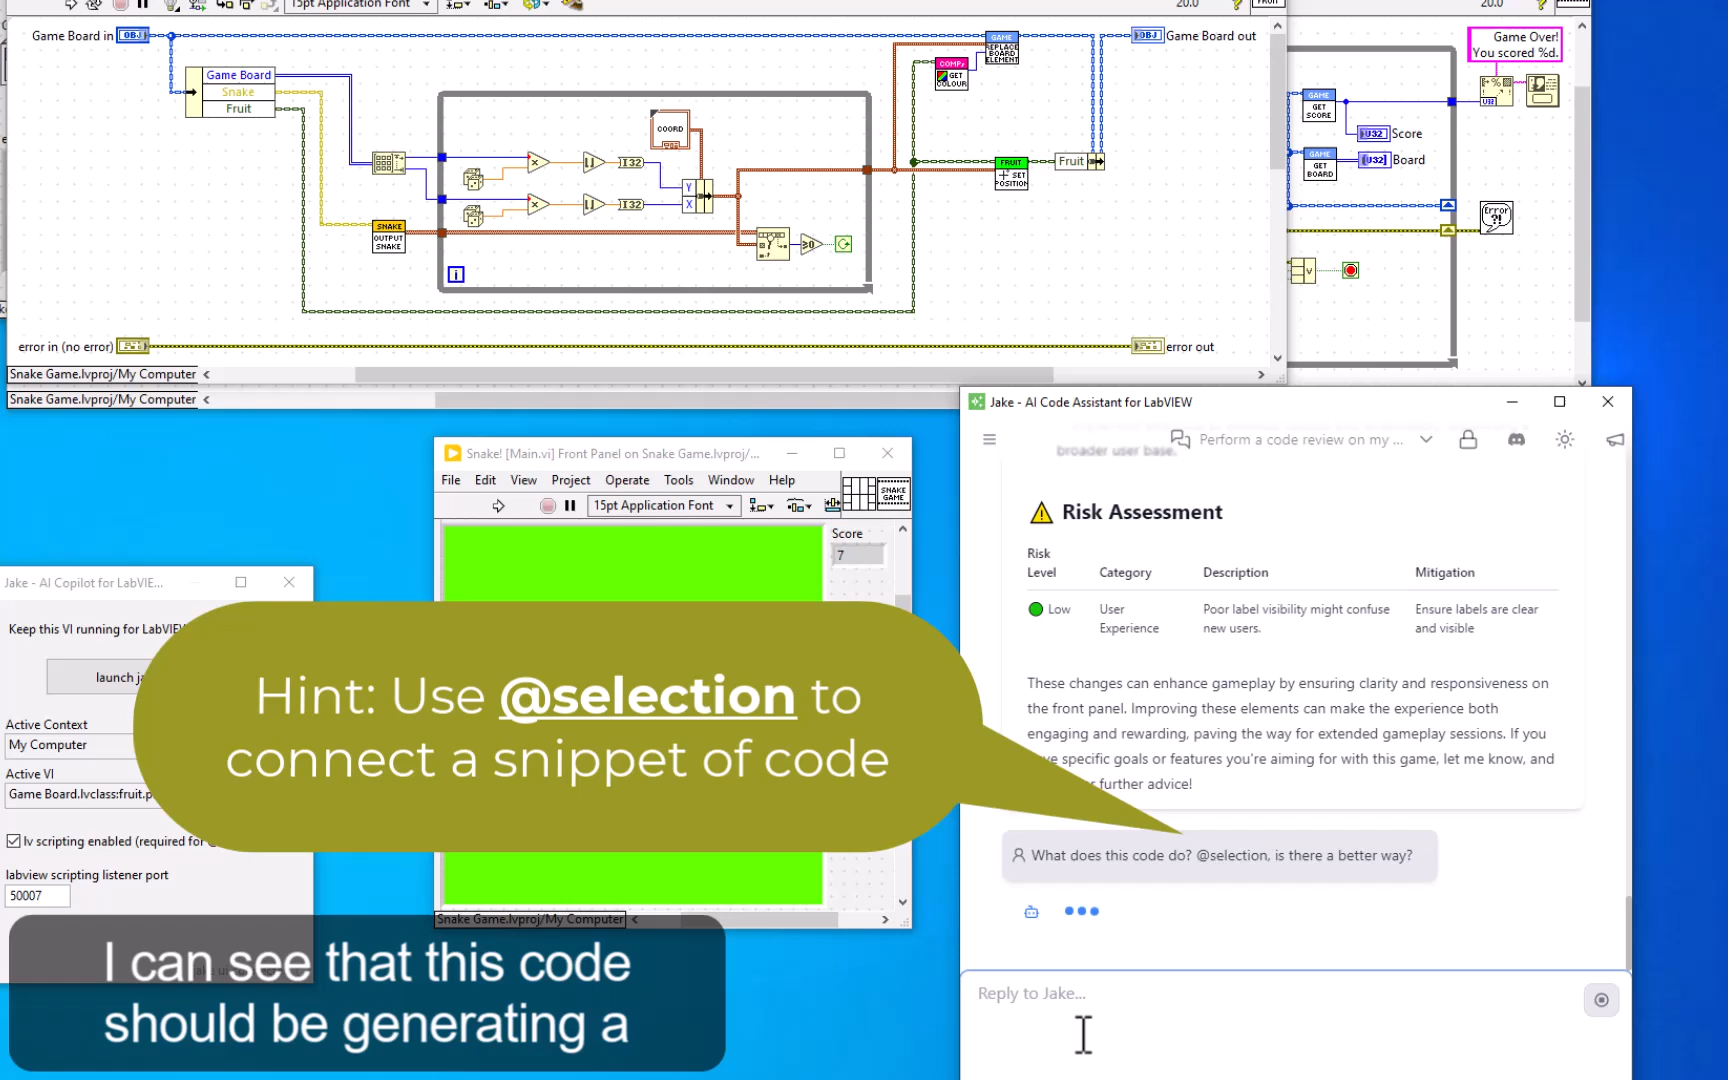 15pt Application Font
20.0
20.0
Game Board in
OBJ
OBJ
Game Board out
GAME
REPLACE
BOARD
ELEMENT
Game Over!
You scored %d.
Game Board
Snake
Fruit
GET
COLOUR
GAME
GET
SCORE
U32
Score
COORD
GAME
GET
BOARD
[U32]
Board
I32
Y
FRUIT
SET
POSITION
Fruit
I32
X
SNAKE
OUTPUT
SNAKE
Error
?!
i
error in (no error)
error out
Snake Game.lvproj/My Computer
Snake Game.lvproj/My Computer
Jake - AI Code Assistant for LabVIEW
Perform a code review on my ...
broader user base.
Snake! [Main.vi] Front Panel on Snake Game.lvproj/...
File Edit View Project Operate Tools Window Help
15pt Application Font
SNAKE
GAME
Score
7
Risk Assessment
Risk
Level Category Description Mitigation
Low User
Experience
Poor label visibility might confuse
new users.
Ensure labels are clear
and visible
These changes can enhance gameplay by ensuring clarity and responsiveness on
the front panel. Improving these elements can make the experience both
engaging and rewarding, paving the way for extended gameplay sessions. If you
specific goals or features you're aiming for with this game, let me know, and
further advice!
What does this code do? @selection, is there a better way?
Reply to Jake...
Jake - AI Copilot for LabVIE...
Keep this VI running for LabVIEW
launch
Active Context
My Computer
Active VI
Game Board.lvclass:fruit.p
lv scripting enabled (required for
labview scripting listener port
50007
Hint: Use @selection to
connect a snippet of code
Snake Game.lvproj/My Computer
I can see that this code
should be generating a